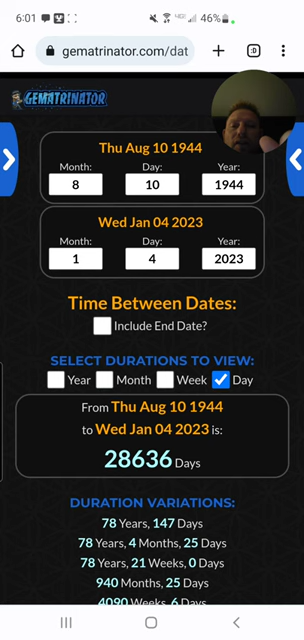 6:01
46%
gematrinator.com/dat
:D
GEMATRINATOR
Thu Aug 10 1944
Month: Day: Year:
8 10 1944
Wed Jan 04 2023
Month: Day: Year:
1 4 2023
Time Between Dates:
Include End Date?
SELECT DURATIONS TO VIEW:
Year Month Week Day
From Thu Aug 10 1944
to Wed Jan 04 2023 is:
28636 Days
DURATION VARIATIONS:
78 Years, 147 Days
78 Years, 4 Months, 25 Days
78 Years, 21 Weeks, 0 Days
940 Months, 25 Days
4090 Weeks, 6 Days